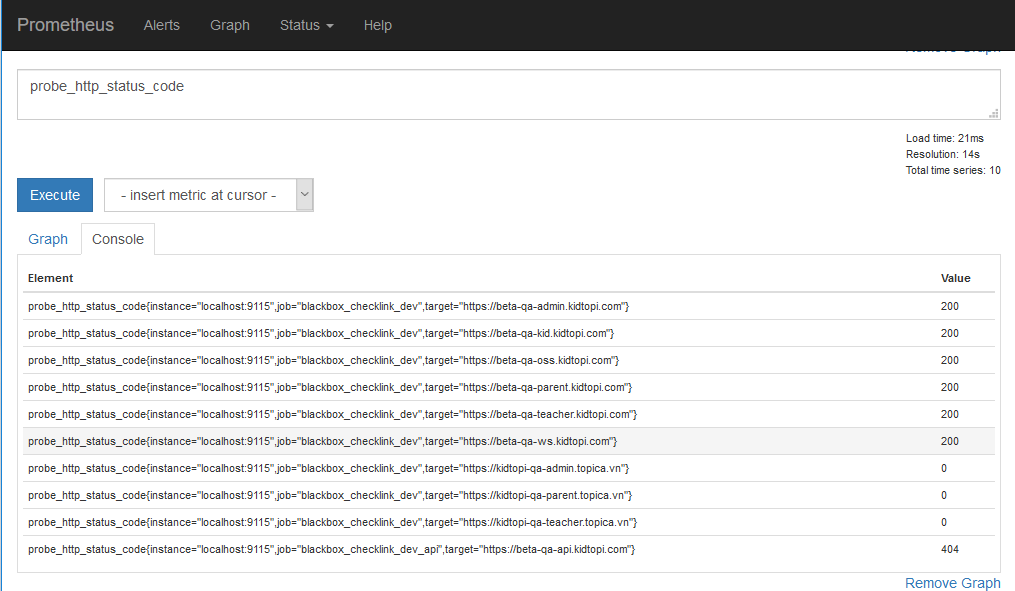 Prometheus Alerts Graph Status Help
Remove Graph
probe_http_status_code
Load time: 21ms
Resolution: 14s
Total time series: 10
Execute - insert metric at cursor -
Graph Console
Element Value
probe_http_status_code{instance="localhost:9115",job="blackbox_checklink_dev",target="https://beta-qa-admin.kidtopi.com"} 200
probe_http_status_code{instance="localhost:9115",job="blackbox_checklink_dev",target="https://beta-qa-kid.kidtopi.com"} 200
probe_http_status_code{instance="localhost:9115",job="blackbox_checklink_dev",target="https://beta-qa-oss.kidtopi.com"} 200
probe_http_status_code{instance="localhost:9115",job="blackbox_checklink_dev",target="https://beta-qa-parent.kidtopi.com"} 200
probe_http_status_code{instance="localhost:9115",job="blackbox_checklink_dev",target="https://beta-qa-teacher.kidtopi.com"} 200
probe_http_status_code{instance="localhost:9115",job="blackbox_checklink_dev",target="https://beta-qa-ws.kidtopi.com"} 200
probe_http_status_code{instance="localhost:9115",job="blackbox_checklink_dev",target="https://kidtopi-qa-admin.topica.vn"} 0
probe_http_status_code{instance="localhost:9115",job="blackbox_checklink_dev",target="https://kidtopi-qa-parent.topica.vn"} 0
probe_http_status_code{instance="localhost:9115",job="blackbox_checklink_dev",target="https://kidtopi-qa-teacher.topica.vn"} 0
probe_http_status_code{instance="localhost:9115",job="blackbox_checklink_dev_api",target="https://beta-qa-api.kidtopi.com"} 404
Remove Graph